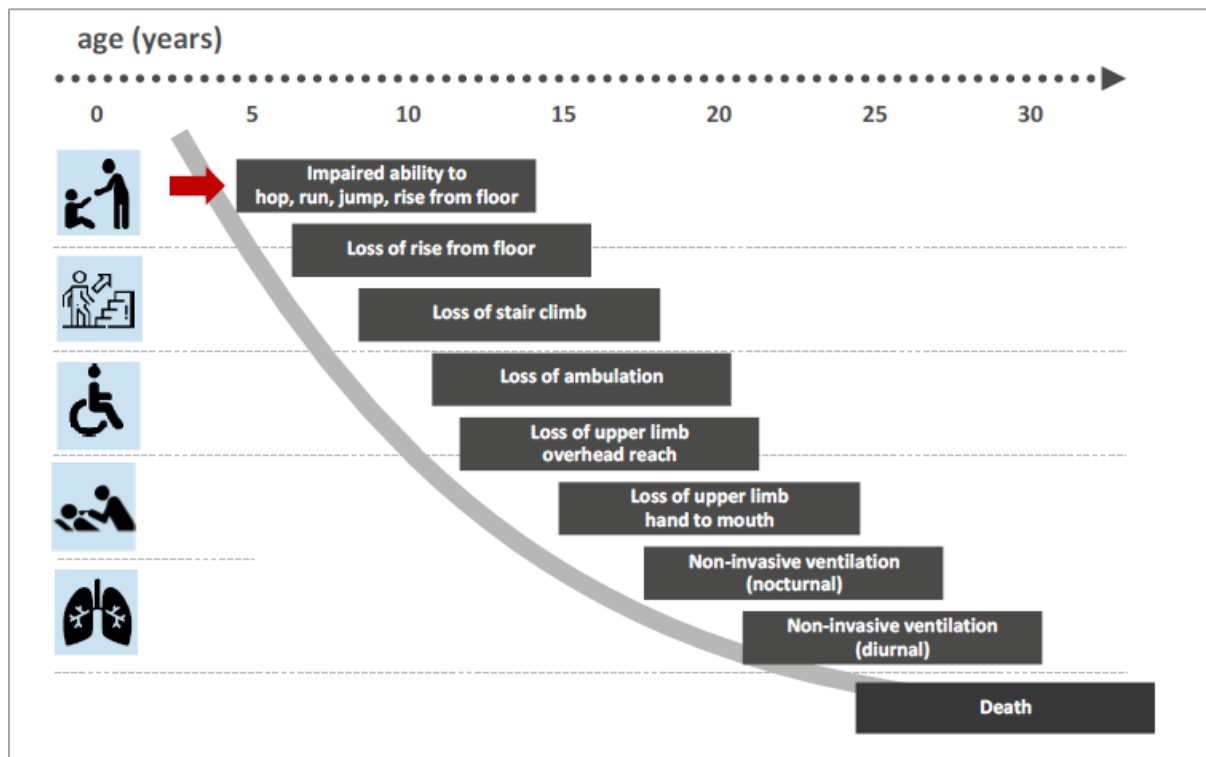 age (years)
0 5 10 15 20 25 30
Impaired ability to
hop, run, jump, rise from floor
Loss of rise from floor
Loss of stair climb
Loss of ambulation
Loss of upper limb
overhead reach
Loss of upper limb
hand to mouth
Non-invasive ventilation
(nocturnal)
Non-invasive ventilation
(diurnal)
Death